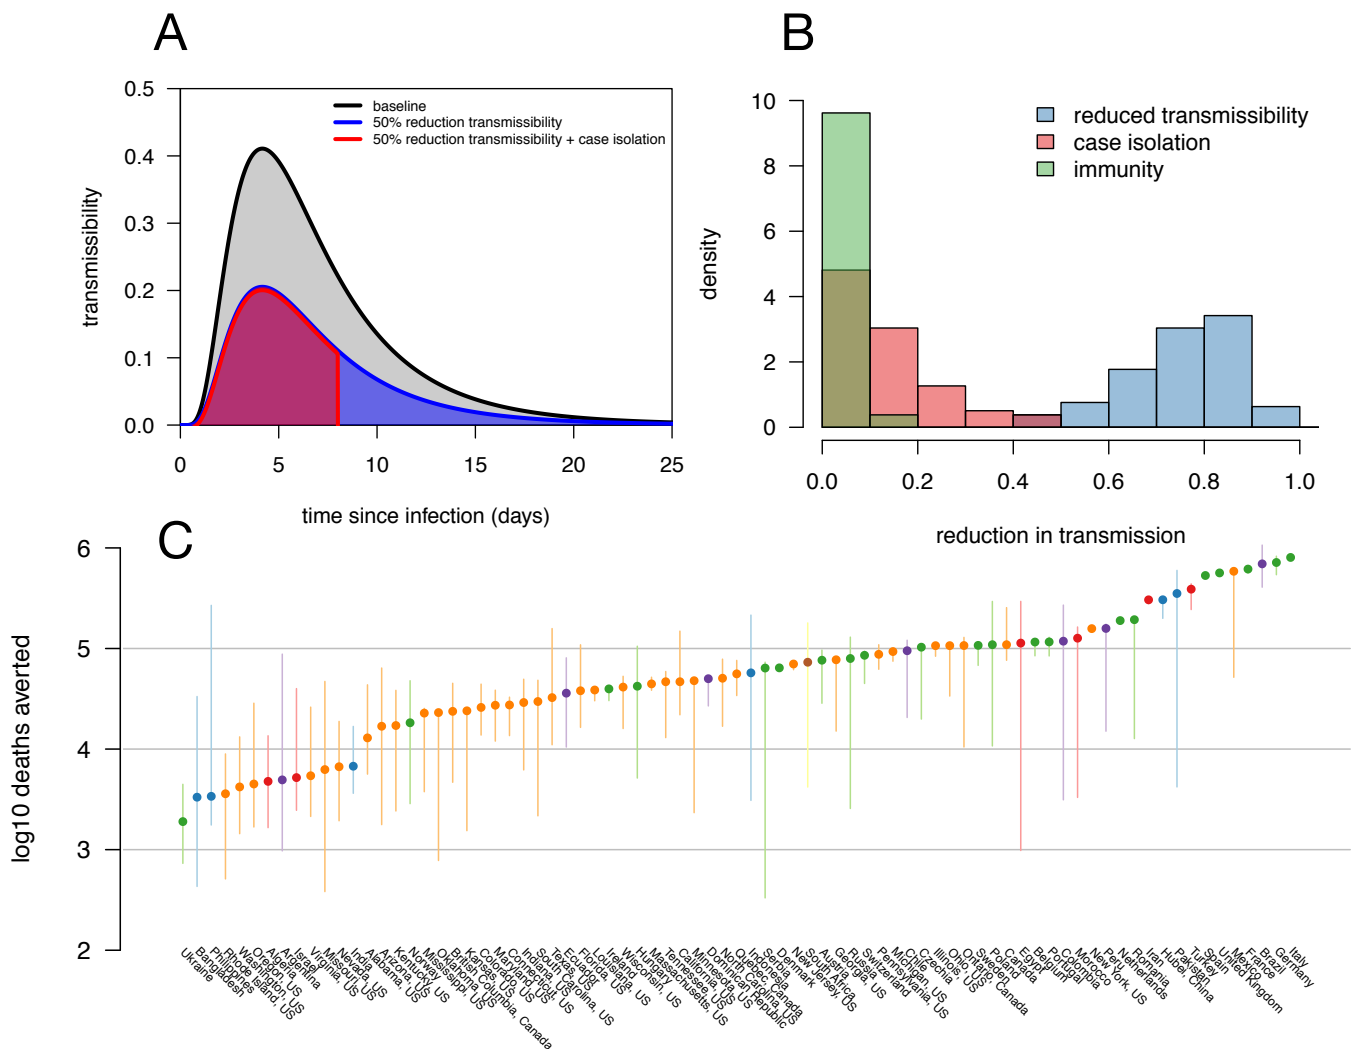 A
0.5
0.4
0.3
0.2
0.1
0.0
transmissibility
baseline
50% reduction transmissibility
50% reduction transmissibility + case isolation
0 5 10 15 20 25
time since infection (days)
B
10
8
6
4
2
0
density
reduced transmissibility
case isolation
immunity
0.0 0.2 0.4 0.6 0.8 1.0
reduction in transmission
C
6
5
4
3
2
log10 deaths averted
Ukraine
Bangladesh
Philippines
Rhode Island, US
Washington, US
Oregon, US
Algeria
Argentina
Israel
Virginia, US
Missouri, US
Nevada, US
India
Alabama, US
Arizona, US
Kentucky, US
Norway
Mississippi, US
Oklahoma, US
British Columbia, Canada
Kansas, US
Colorado, US
Maryland, US
Connecticut, US
Indiana, US
South Carolina, US
Texas, US
Ecuador
Florida, US
Louisiana, US
Ireland
Wisconsin, US
Hungary
Massachusetts, US
Tennessee, US
California, US
Minnesota, US
Dominican Republic
North Carolina, US
Quebec, Canada
Indonesia
Serbia
Denmark
New Jersey, US
South Africa
Austria
Georgia, US
Russia
Switzerland
Pennsylvania, US
Michigan, US
Chile
Czechia
Illinois, US
Ohio, US
Ontario, Canada
Sweden
Poland
Canada
Egypt
Belgium
Portugal
Colombia
Morocco
New York, US
Peru
Netherlands
Romania
Iran
Hubei, China
Pakistan
Turkey
Spain
United Kingdom
Mexico
France
Brazil
Germany
Italy